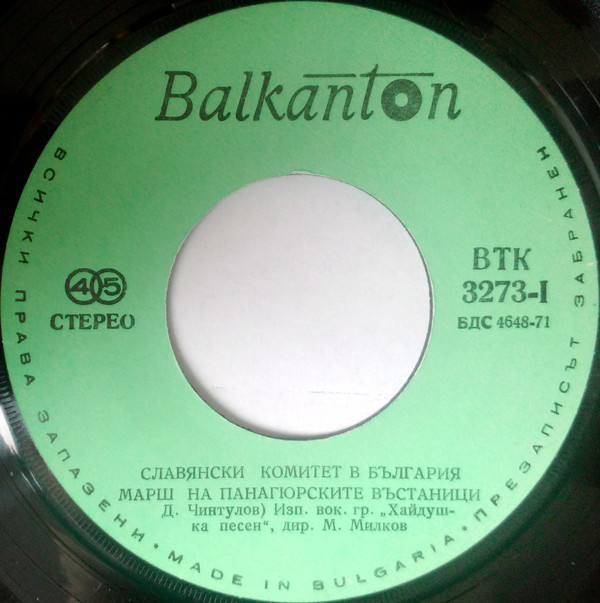 Balkanton
ВСИЧКИ ПРАВА ЗАПАЗЕНИ • MADE IN BULGARIA • ПРЕЗАПИСЪТ ЗАБРАНЕН
45
СТЕРЕО
ВТК
3273-I
БДС 4648-71
СЛАВЯНСКИ КОМИТЕТ В БЪЛГАРИЯ
МАРШ НА ПАНАГЮРСКИТЕ ВЪСТАНИЦИ
Д. Чинтулов) Изп. вок. гр. „Хайдуш-
ка песен“, дир. М. Милков